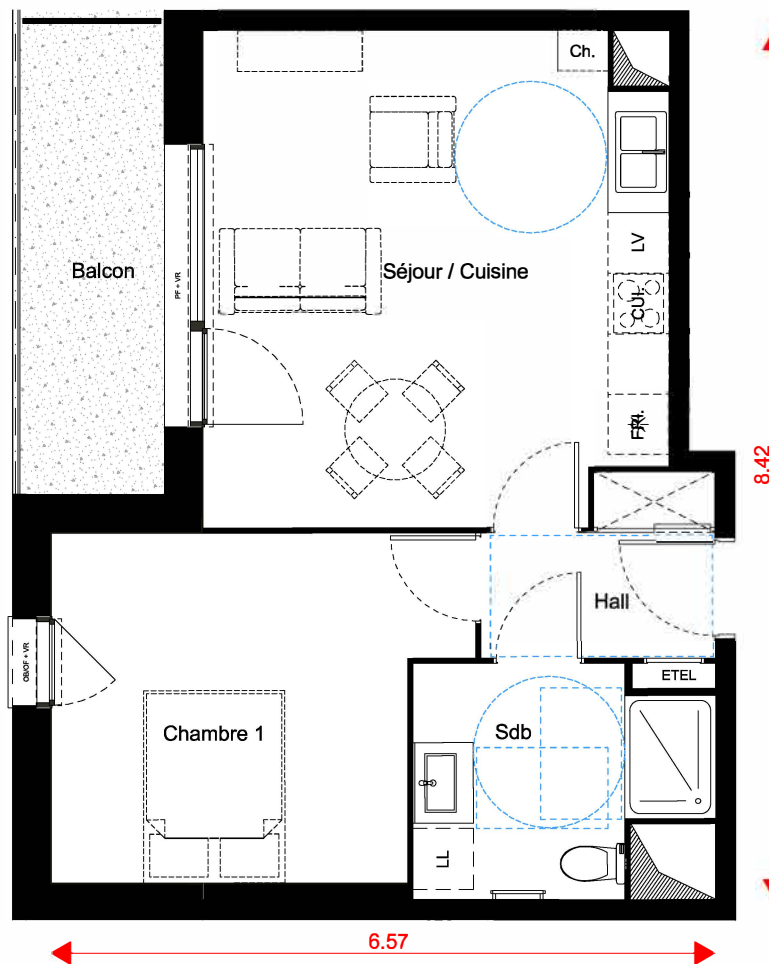 Ch.
LV
Balcon
PF + VR
Séjour / Cuisine
CUI.
FRI.
8.42
Hall
OB/OF + VR
ETEL
Chambre 1
Sdb
LL
6.57